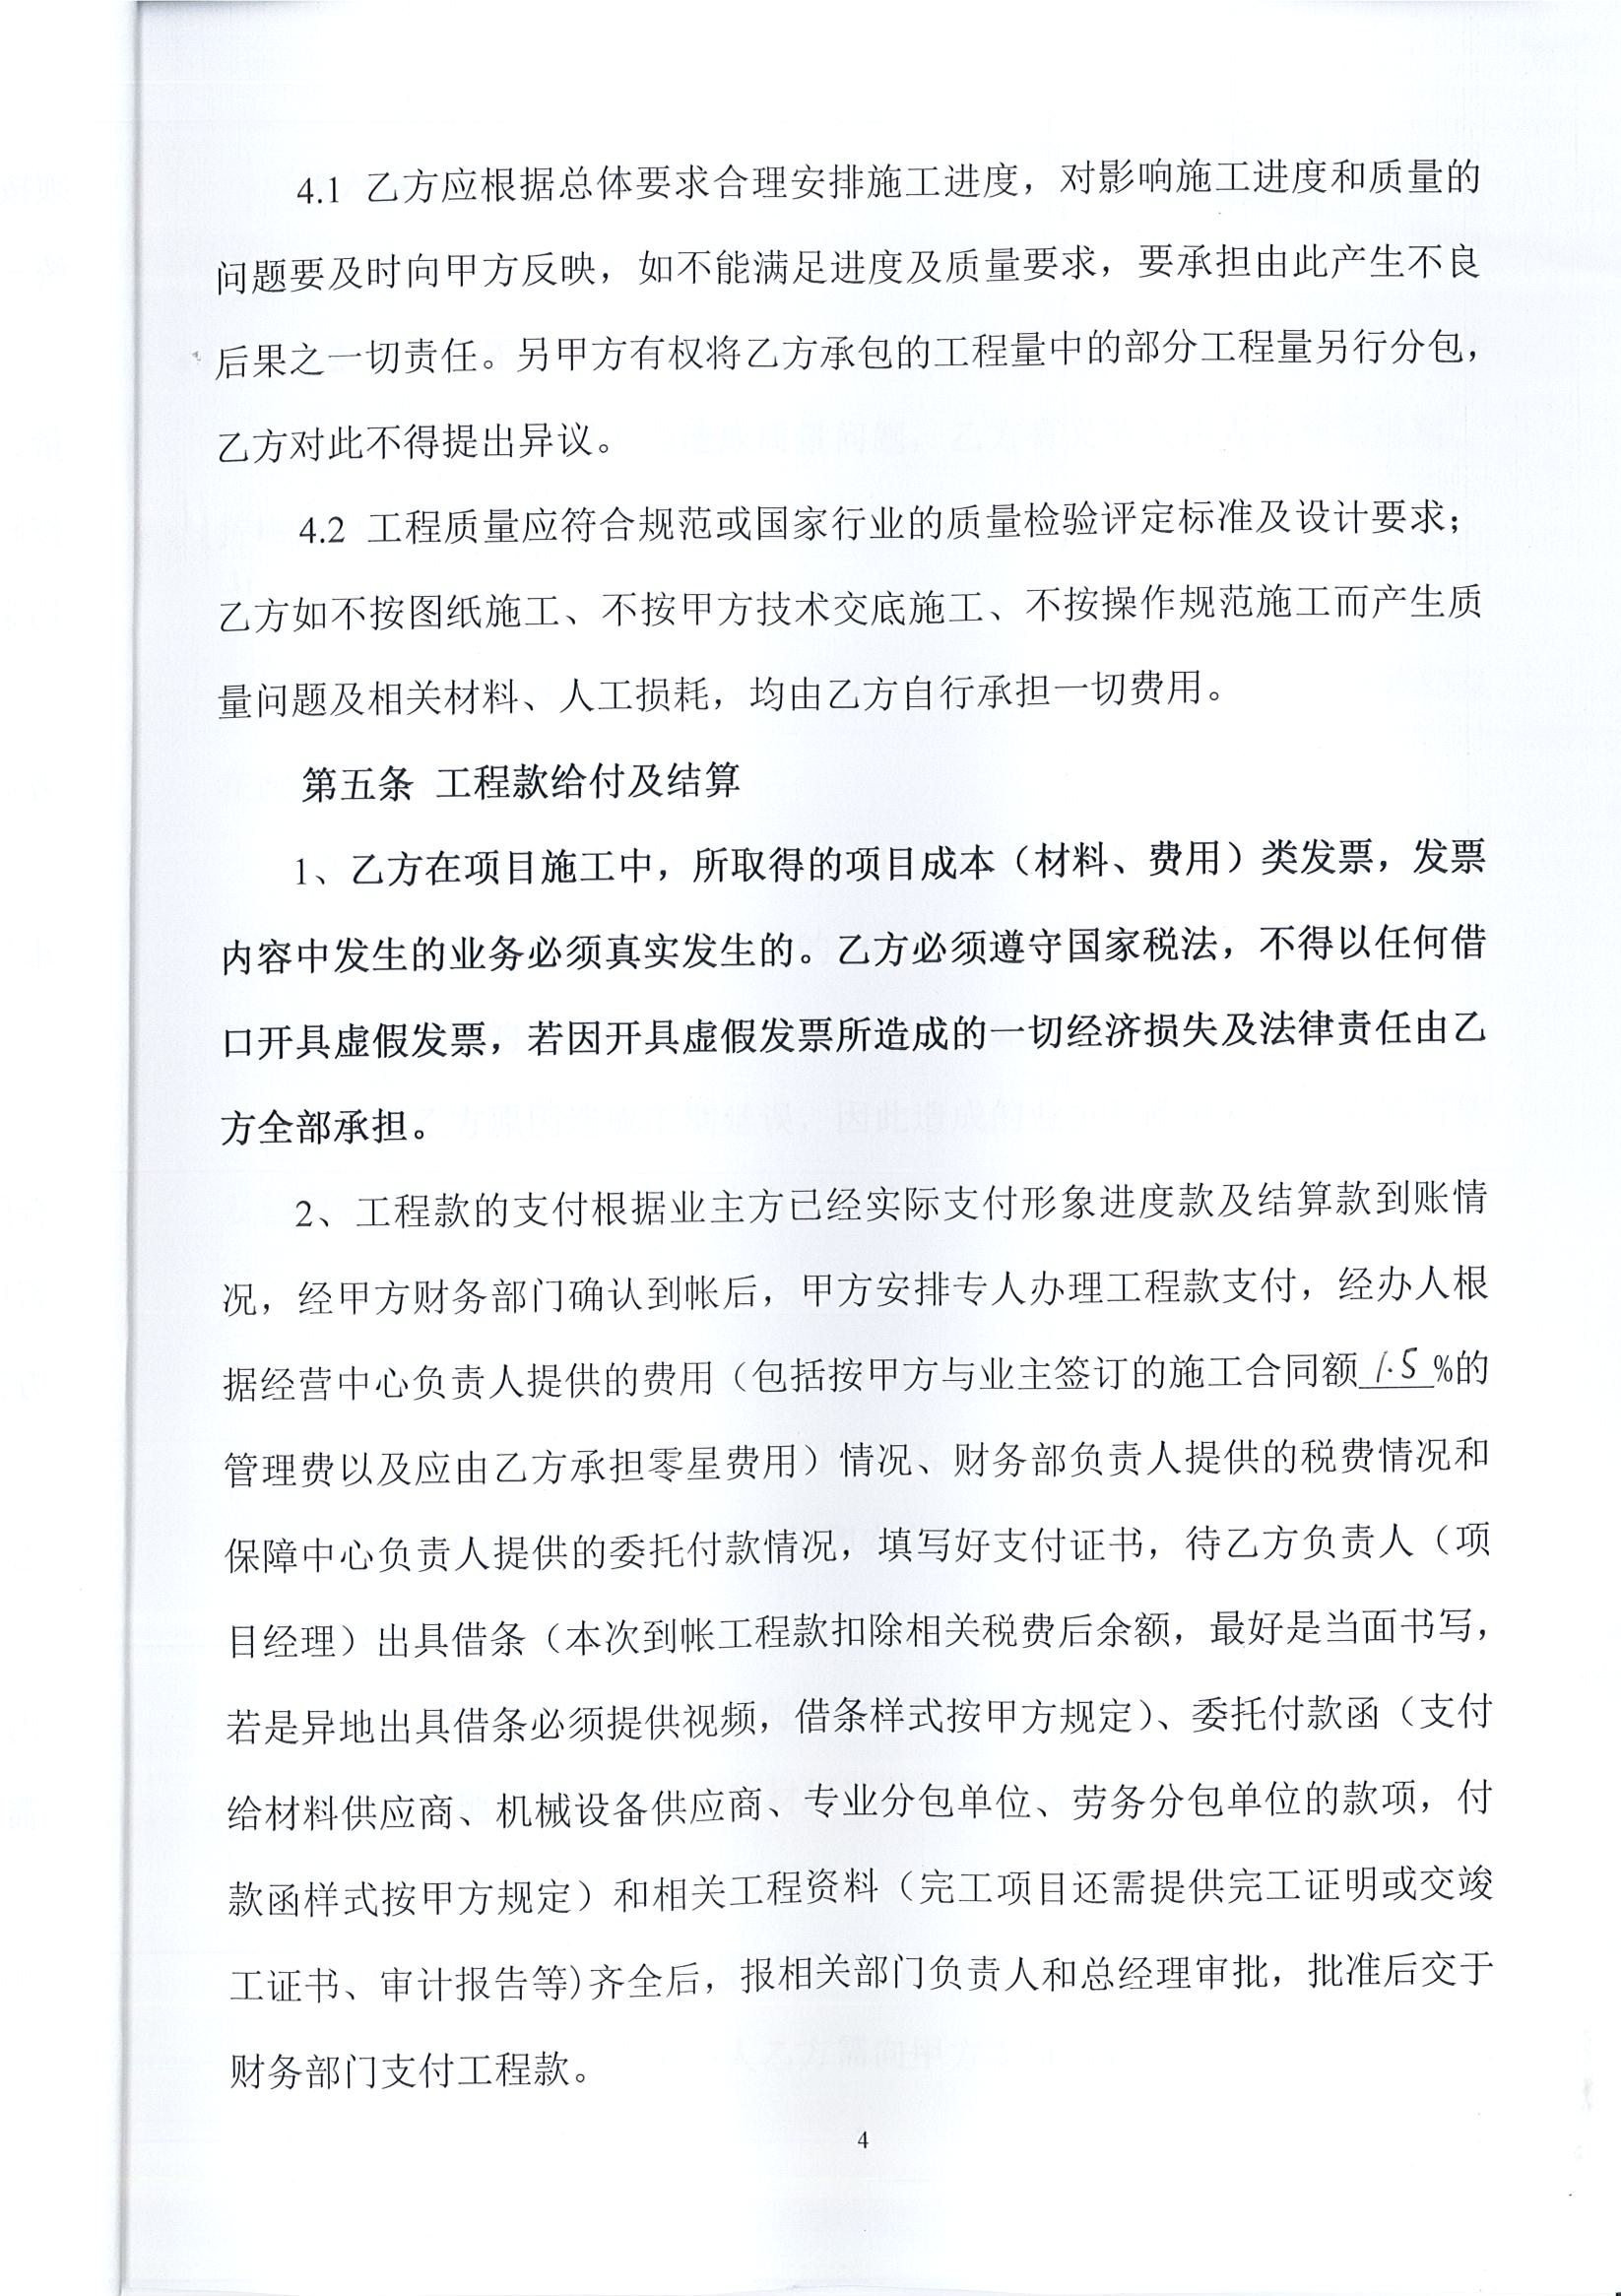 4.1 乙方应根据总体要求合理安排施工进度，对影响施工进度和质量的
问题要及时向甲方反映，如不能满足进度及质量要求，要承担由此产生不良
后果之一切责任。另甲方有权将乙方承包的工程量中的部分工程量另行分包，
乙方对此不得提出异议。
4.2 工程质量应符合规范或国家行业的质量检验评定标准及设计要求；
乙方如不按图纸施工、不按甲方技术交底施工、不按操作规范施工而产生质
量问题及相关材料、人工损耗，均由乙方自行承担一切费用。
第五条 工程款给付及结算
1、乙方在项目施工中，所取得的项目成本（材料、费用）类发票，发票
内容中发生的业务必须真实发生的。乙方必须遵守国家税法，不得以任何借
口开具虚假发票，若因开具虚假发票所造成的一切经济损失及法律责任由乙
方全部承担。
2、工程款的支付根据业主方已经实际支付形象进度款及结算款到账情
况，经甲方财务部门确认到帐后，甲方安排专人办理工程款支付，经办人根
据经营中心负责人提供的费用（包括按甲方与业主签订的施工合同额1.5%的
管理费以及应由乙方承担零星费用）情况、财务部负责人提供的税费情况和
保障中心负责人提供的委托付款情况，填写好支付证书，待乙方负责人（项
目经理）出具借条（本次到帐工程款扣除相关税费后余额，最好是当面书写，
若是异地出具借条必须提供视频，借条样式按甲方规定）、委托付款函（支付
给材料供应商、机械设备供应商、专业分包单位、劳务分包单位的款项，付
款函样式按甲方规定）和相关工程资料（完工项目还需提供完工证明或交竣
工证书、审计报告等)齐全后，报相关部门负责人和总经理审批，批准后交于
财务部门支付工程款。
4